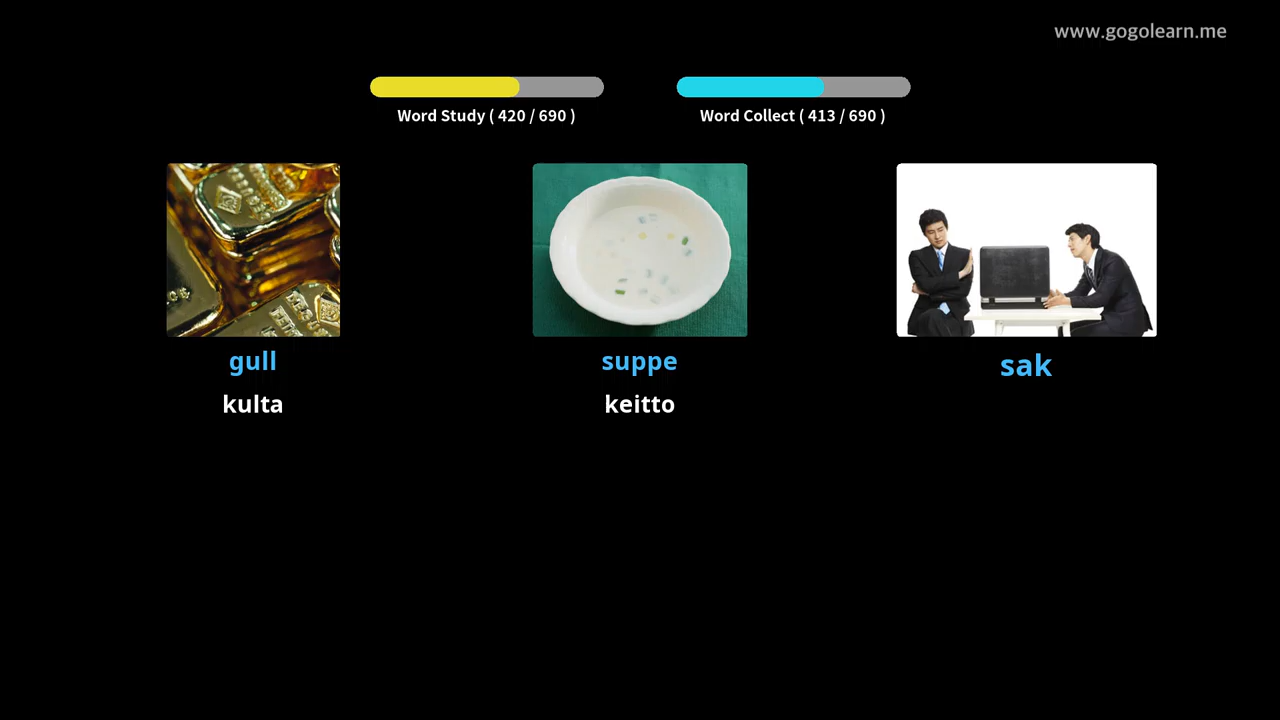 www.gogolearn.me
Word Study ( 420 / 690 )
Word Collect ( 413 / 690 )
gull
suppe
sak
kulta
keitto